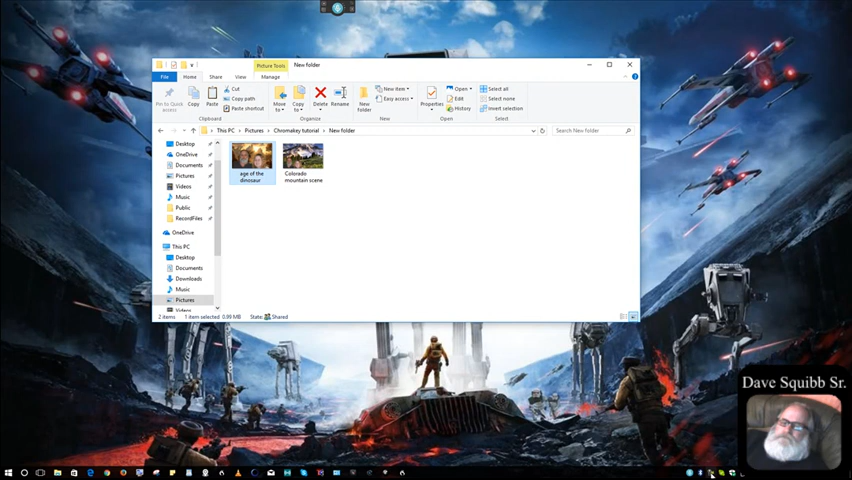 Picture Tools
New folder
File
Home
Share
View
Manage
Pin to Quick access
Copy
Paste
Cut
Copy path
Paste shortcut
Clipboard
Move to
Copy to
Delete
Rename
Organize
New folder
New item
Easy access
New
Properties
Open
Edit
History
Open
Select all
Select none
Invert selection
Select
This PC
Pictures
Chromakey tutorial
New folder
Search New folder
Desktop
OneDrive
Documents
Pictures
Videos
Music
Public
RecordFiles
OneDrive
This PC
Desktop
Documents
Downloads
Music
Pictures
Videos
age of the
dinosaur
Colorado
mountain scene
2 items
1 item selected 0.99 MB
State:
Shared
Dave Squibb Sr.